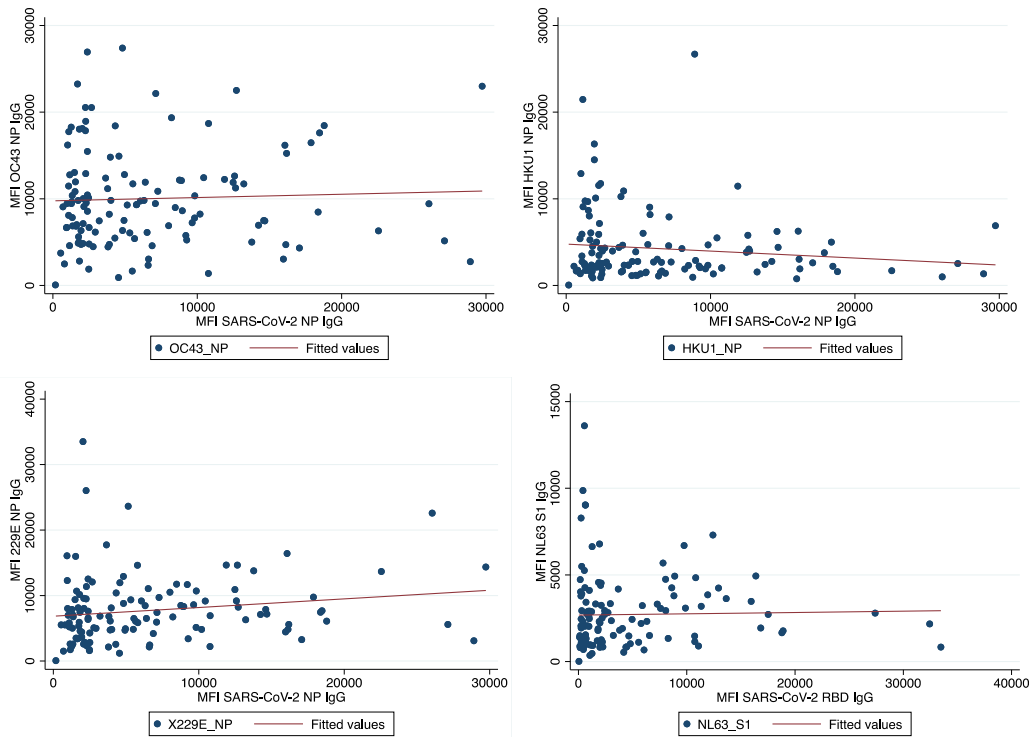 MFI OC43 NP IgG
0 10000 20000 30000
0 10000 20000 30000
MFI SARS-CoV-2 NP IgG
OC43_NP Fitted values
MFI HKU1 NP IgG
0 10000 20000 30000
0 10000 20000 30000
MFI SARS-CoV-2 NP IgG
HKU1_NP Fitted values
MFI 229E NP IgG
0 10000 20000 30000 40000
0 10000 20000 30000
MFI SARS-CoV-2 NP IgG
X229E_NP Fitted values
MFI NL63 S1 IgG
0 5000 10000 15000
0 10000 20000 30000 40000
MFI SARS-CoV-2 RBD IgG
NL63_S1 Fitted values